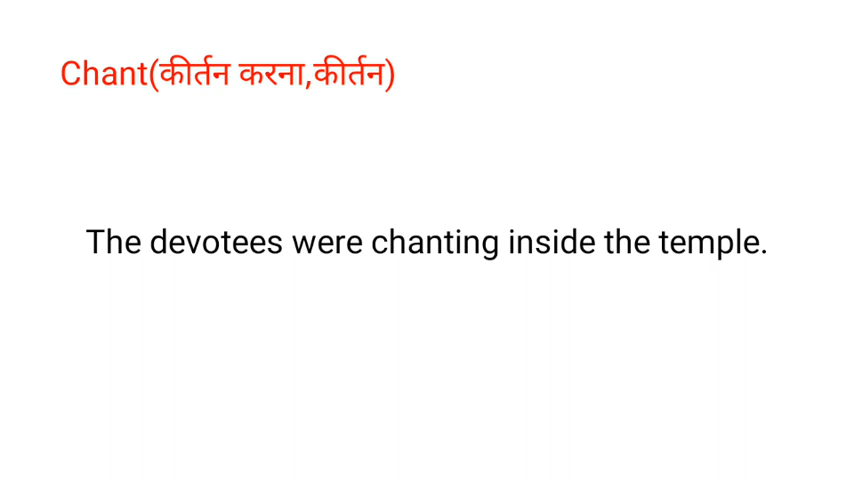 Chant(कीर्तन करना,कीर्तन)
The devotees were chanting inside the temple.